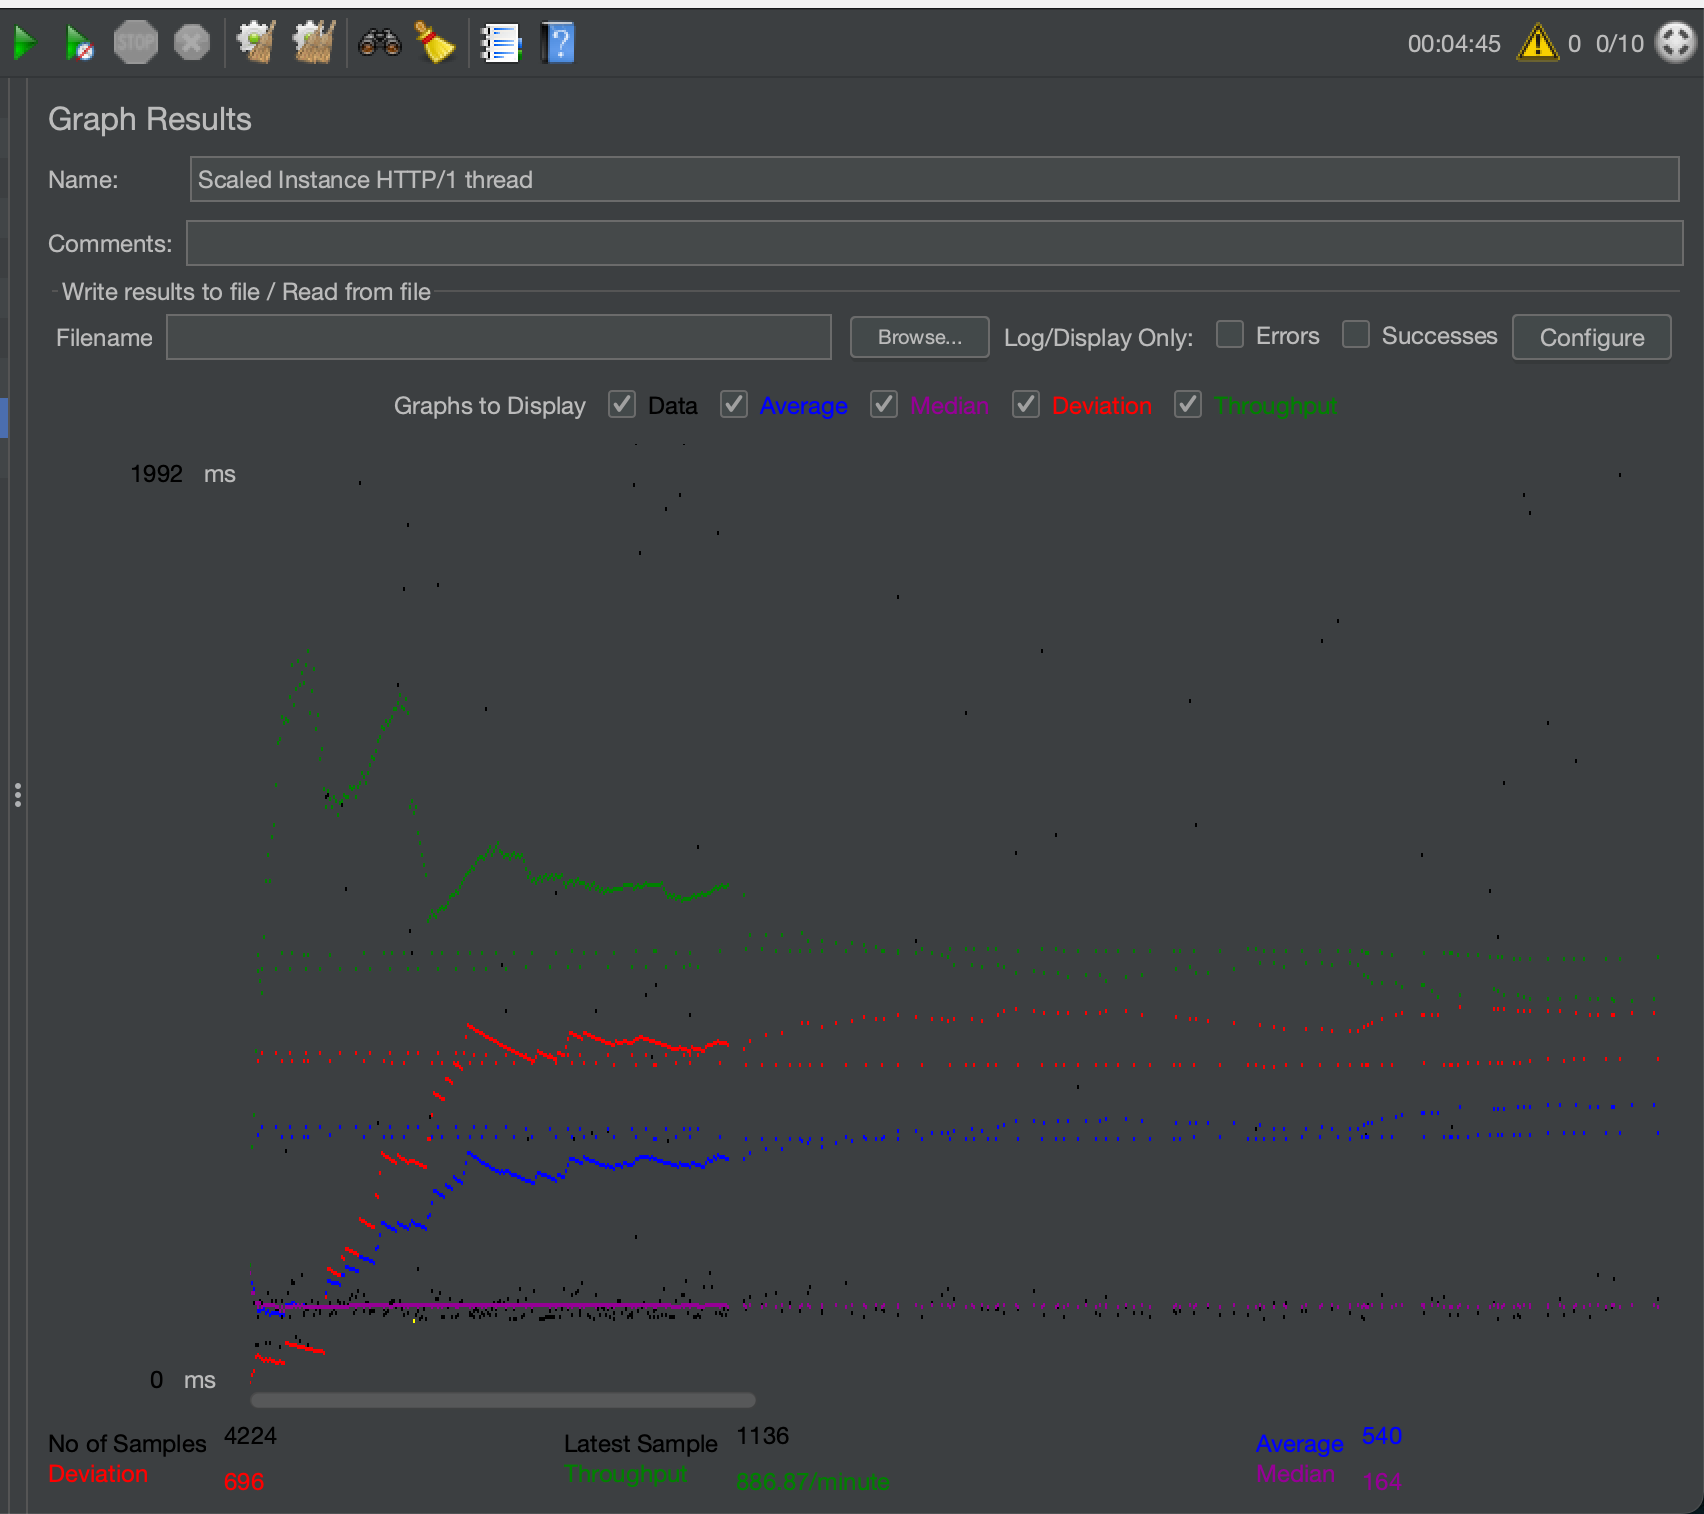 STOP
00:04:45 0 0/10
Graph Results
Name: Scaled Instance HTTP/1 thread
Comments:
Write results to file / Read from file
Filename Browse... Log/Display Only: Errors Successes Configure
Graphs to Display Data Average Median Deviation Throughput
1992 ms
0 ms
No of Samples 4224 Latest Sample 1136 Average 540
Deviation 696 Throughput 886.87/minute Median 164